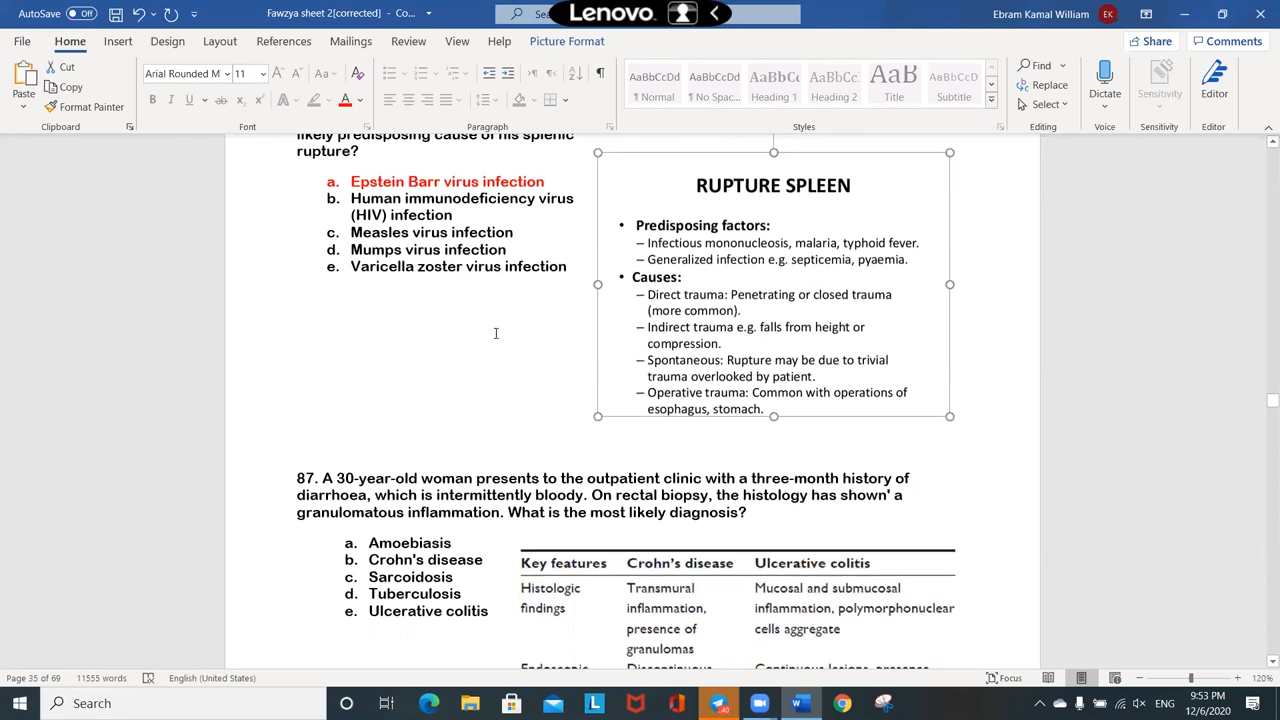 AutoSave Off
Fawzya sheet 2[corrected]
Lenovo.
Ebram Kamal William
EK
File Home Insert Design Layout References Mailings Review View Help Picture Format
Share
Comments
Paste
Cut
Copy
Format Painter
Arial Rounded M
11
Aa
AaBbCcDd
¶ Normal
AaBbCcDd
¶ No Spac...
AaBbCc
Heading 1
AaBbCcI
AaB
Title
AaBbCcD
Subtitle
Find
Replace
Select
Dictate
Sensitivity
Editor
Clipboard Font Paragraph Styles Editing Voice Sensitivity Editor
likely predisposing cause of his splenic
rupture?
a. Epstein Barr virus infection
b. Human immunodeficiency virus
(HIV) infection
c. Measles virus infection
d. Mumps virus infection
e. Varicella zoster virus infection
RUPTURE SPLEEN
• Predisposing factors:
– Infectious mononucleosis, malaria, typhoid fever.
– Generalized infection e.g. septicemia, pyaemia.
• Causes:
– Direct trauma: Penetrating or closed trauma
(more common).
– Indirect trauma e.g. falls from height or
compression.
– Spontaneous: Rupture may be due to trivial
trauma overlooked by patient.
– Operative trauma: Common with operations of
esophagus, stomach.
87. A 30-year-old woman presents to the outpatient clinic with a three-month history of
diarrhoea, which is intermittently bloody. On rectal biopsy, the histology has shown' a
granulomatous inflammation. What is the most likely diagnosis?
a. Amoebiasis
b. Crohn's disease
c. Sarcoidosis
d. Tuberculosis
e. Ulcerative colitis
Key features Crohn's disease Ulcerative colitis
Histologic Transmural Mucosal and submucosal
findings inflammation, inflammation, polymorphonuclear
presence of cells aggregate
granulomas
Endoscopic Discontinuous Continuous lesions, presence
Page 35 of 69 11555 words English (United States) Focus 120%
Search
9:53 PM
12/6/2020